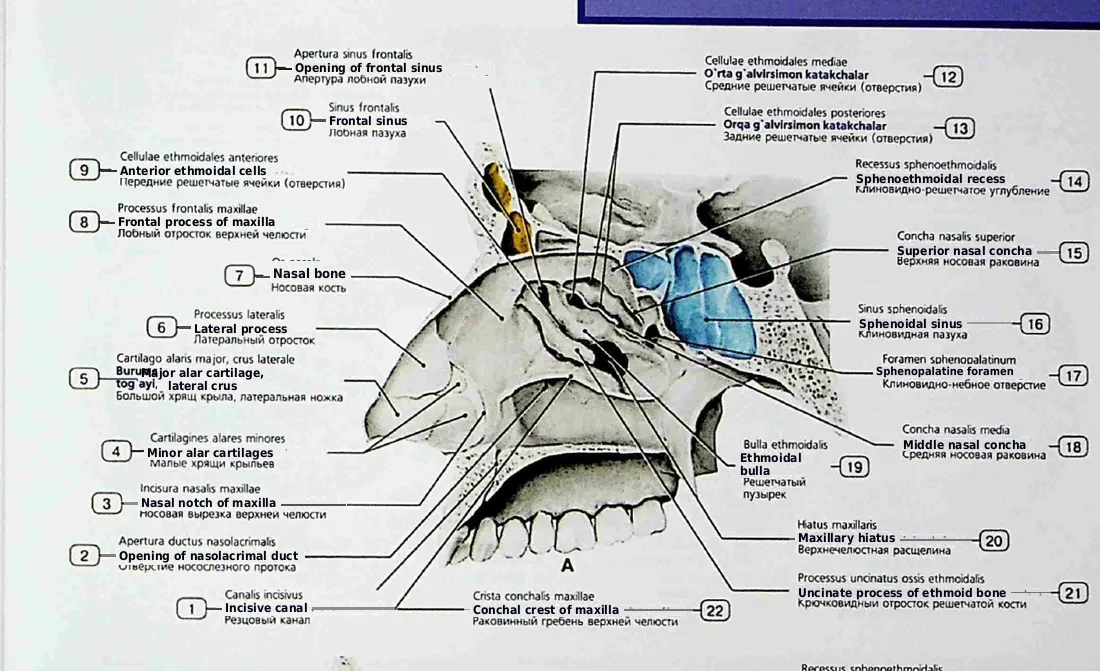 Apertura sinus frontalis
11 Opening of frontal sinus
Апертура лобной пазухи
Sinus frontalis
10 Frontal sinus
Лобная пазуха
Cellulae ethmoidales anteriores
9 Anterior ethmoidal cells
Передние решетчатые ячейки (отверстия)
Processus frontalis maxillae
8 Frontal process of maxilla
Лобный отросток верхней челюсти
7 Nasal bone
Носовая кость
Processus lateralis
6 Lateral process
Латеральный отросток
Cartilago alaris major, crus laterale
5 Major alar cartilage,
tog`ayi, lateral crus
Большой хрящ крыла, латеральная ножка
Cartilagines alares minores
4 Minor alar cartilages
Малые хрящи крыльев
Incisura nasalis maxillae
3 Nasal notch of maxilla
Носовая вырезка верхней челюсти
Apertura ductus nasolacrimalis
2 Opening of nasolacrimal duct
Отверстие носослезного протока
Canalis incisivus
1 Incisive canal
Резцовый канал
Cellulae ethmoidales mediae
O`rta g`alvirsimon katakchalar 12
Средние решетчатые ячейки (отверстия)
Cellulae ethmoidales posteriores
Orqa g`alvirsimon katakchalar 13
Задние решетчатые ячейки (отверстия)
Recessus sphenoethmoidalis
Sphenoethmoidal recess 14
Клиновидно-решетчатое углубление
Concha nasalis superior
Superior nasal concha 15
Верхняя носовая раковина
Sinus sphenoidalis
Sphenoidal sinus 16
Клиновидная пазуха
Foramen sphenopalatinum
Sphenopalatine foramen 17
Клиновидно-небное отверстие
Concha nasalis media
Middle nasal concha 18
Средняя носовая раковина
Bulla ethmoidalis
Ethmoidal
bulla 19
Решетчатый
пузырек
Hiatus maxillaris
Maxillary hiatus 20
Верхнечелюстная расщелина
Processus uncinatus ossis ethmoidalis
Uncinate process of ethmoid bone 21
Крючковидный отросток решетчатой кости
Crista conchalis maxillae
Conchal crest of maxilla 22
Раковинный гребень верхней челюсти
A
Recessus sphenoethmoidalis